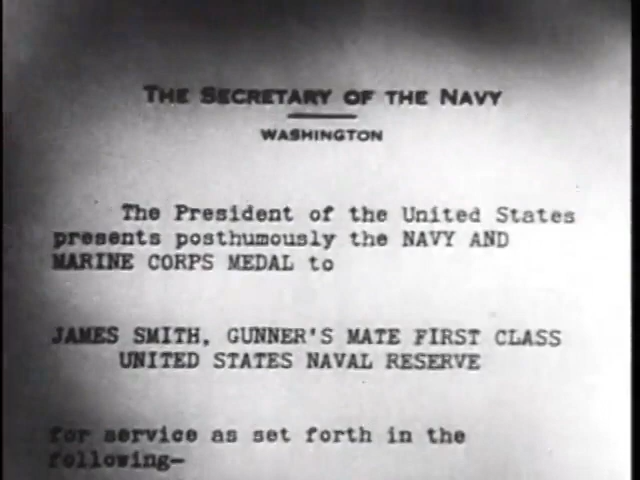 THE SECRETARY OF THE NAVY
WASHINGTON
The President of the United States
presents posthumously the NAVY AND
MARINE CORPS MEDAL to
JAMES SMITH, GUNNER'S MATE FIRST CLASS
UNITED STATES NAVAL RESERVE
for service as set forth in the
following-